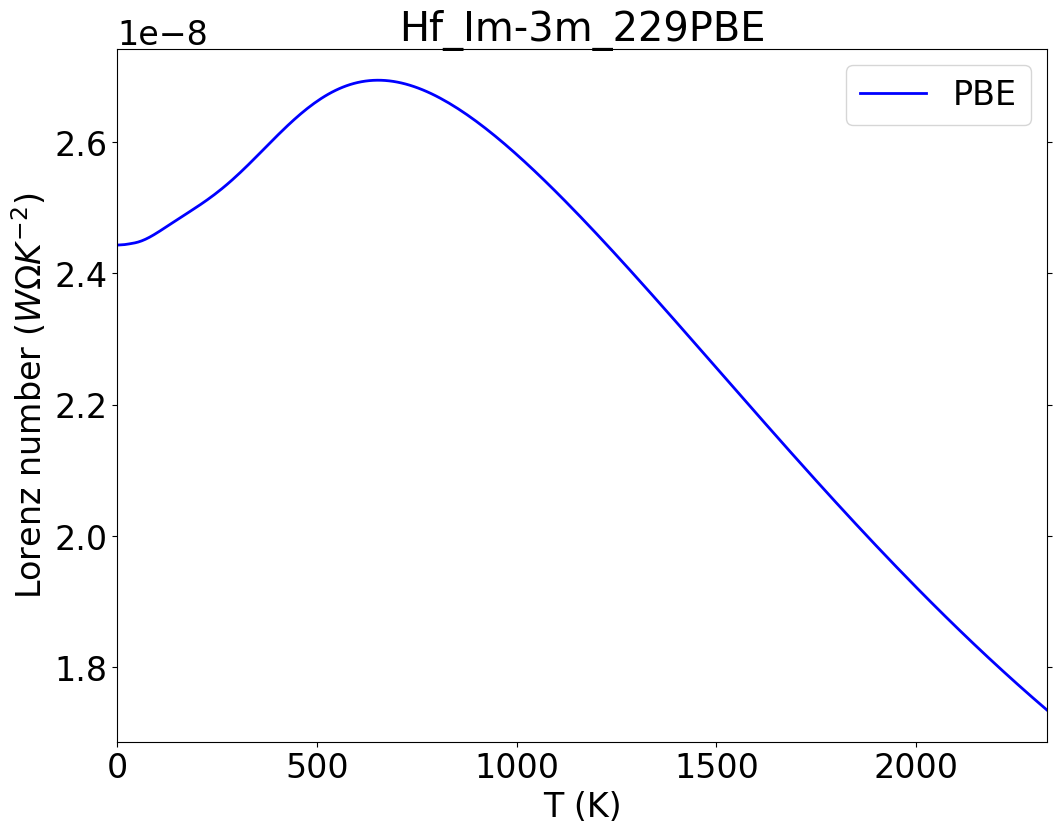 Hf_Im-3m_229PBE
1e−8
PBE
2.6
2.4
2.2
2.0
1.8
Lorenz number (WΩK⁻²)
0 500 1000 1500 2000
T (K)